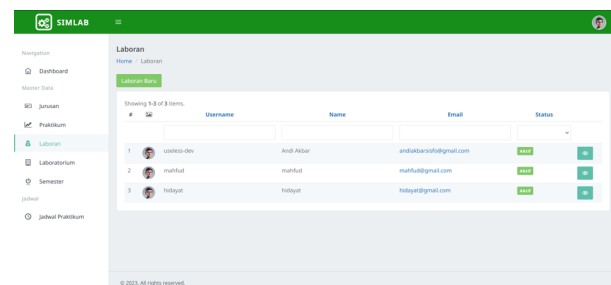 SIMLAB
Navigation
Dashboard
Master Data
Jurusan
Praktikum
Laboran
Laboratorium
Semester
Jadwal
Jadwal Praktikum
Laboran
Home / Laboran
Laboran Baru
Showing 1-3 of 3 items.
# Username Name Email Status
1 useless-dev Andi Akbar andiakbarsisfo@gmail.com Aktif
2 mahfud mahfud mahfud@gmail.com Aktif
3 hidayat hidayat hidayat@gmail.com Aktif
© 2023. All rights reserved.